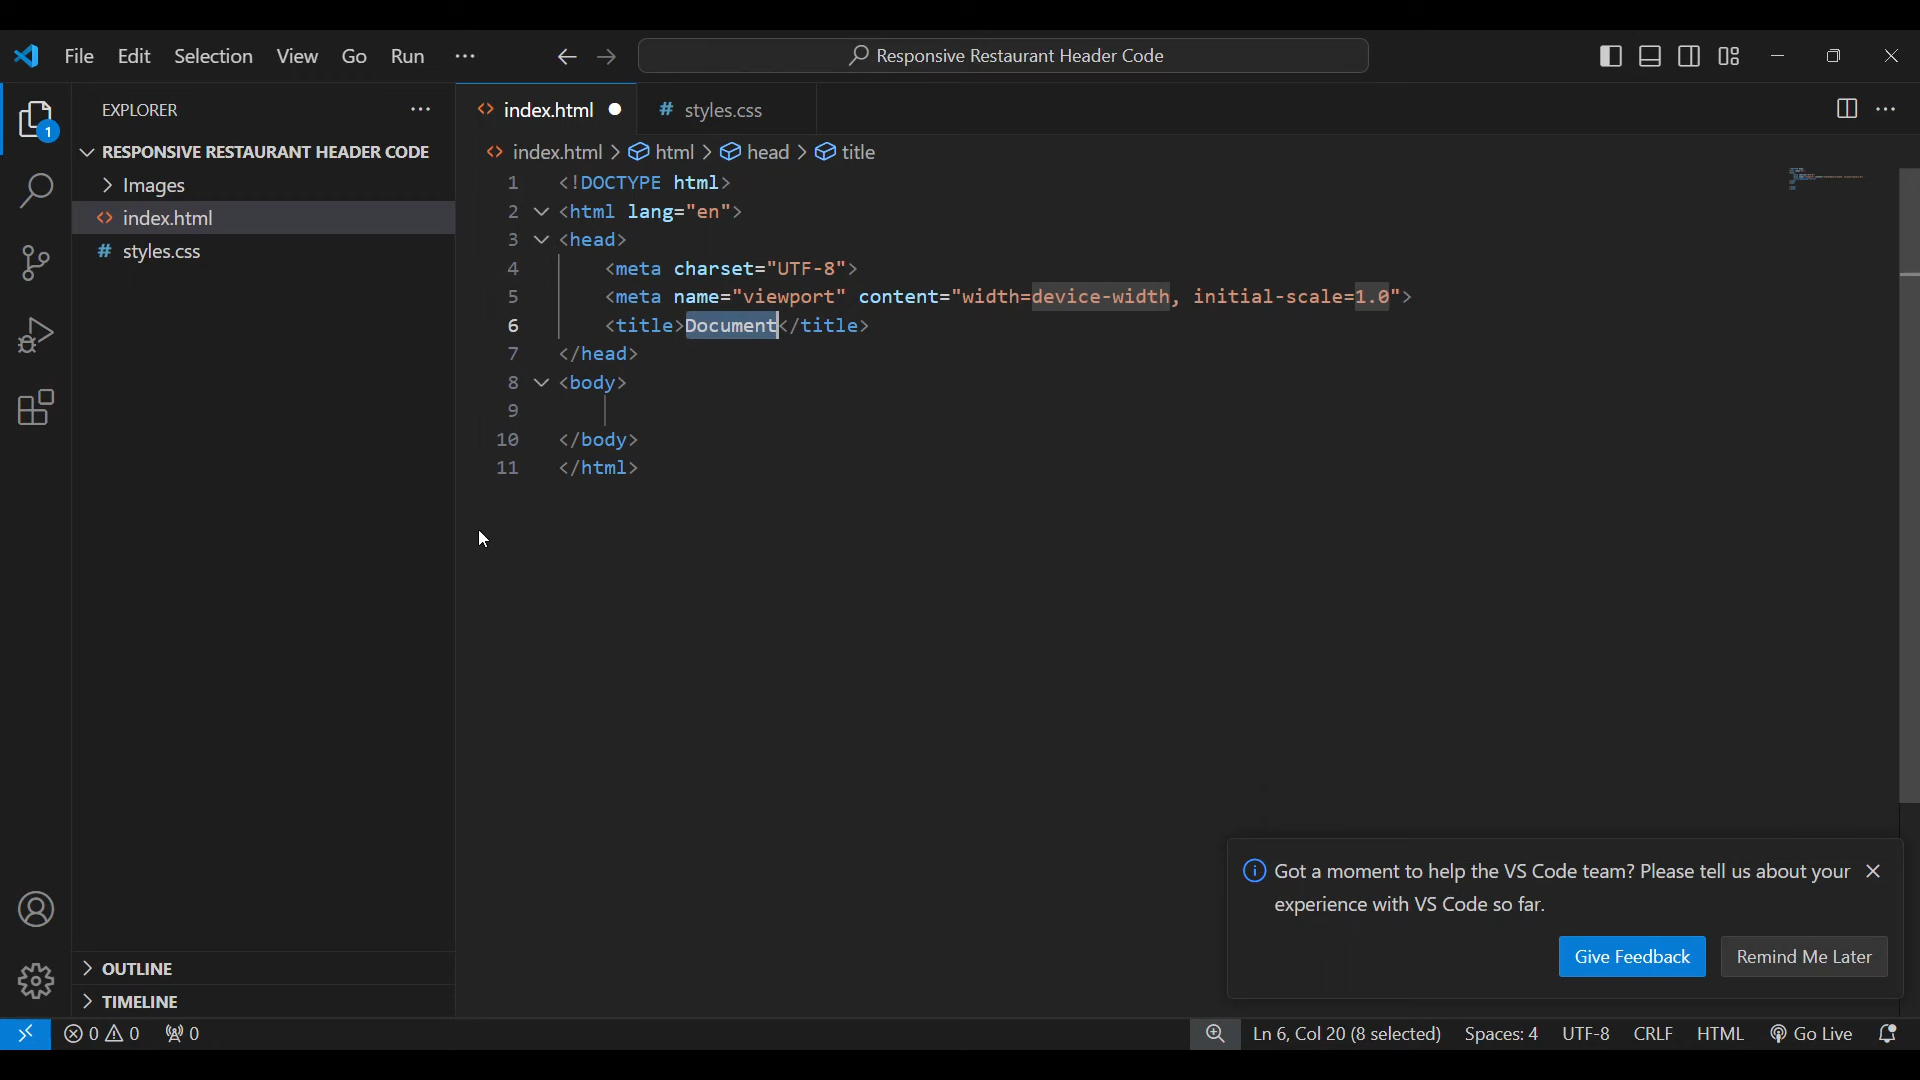 File Edit Selection View Go Run ··· Responsive Restaurant Header Code
EXPLORER ···
1
RESPONSIVE RESTAURANT HEADER CODE
Images
index.html
styles.css
OUTLINE
TIMELINE
index.html styles.css
index.html > html > head > title
1 <!DOCTYPE html>
2 <html lang="en">
3 <head>
4 <meta charset="UTF-8">
5 <meta name="viewport" content="width=device-width, initial-scale=1.0">
6 <title>Document</title>
7 </head>
8 <body>
9
10 </body>
11 </html>
Got a moment to help the VS Code team? Please tell us about your
experience with VS Code so far.
Give Feedback Remind Me Later
0 0 0 Ln 6, Col 20 (8 selected) Spaces: 4 UTF-8 CRLF HTML Go Live